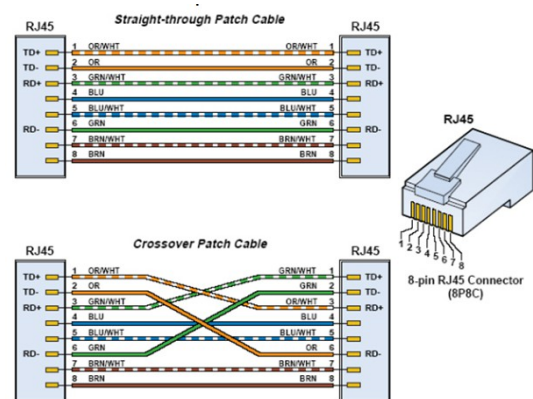 Straight-through Patch Cable
RJ45 RJ45
TD+ 1 OR/WHT OR/WHT 1 TD+
TD- 2 OR OR 2 TD-
RD+ 3 GRN/WHT GRN/WHT 3 RD+
4 BLU BLU 4
5 BLU/WHT BLU/WHT 5
RD- 6 GRN GRN 6 RD-
7 BRN/WHT BRN/WHT 7
8 BRN BRN 8
RJ45
1 2 3 4 5 6 7 8
8-pin RJ45 Connector
(8P8C)
Crossover Patch Cable
RJ45 RJ45
TD+ 1 OR/WHT GRN/WHT 1 TD+
TD- 2 OR GRN 2 TD-
RD+ 3 GRN/WHT OR/WHT 3 RD+
4 BLU BLU 4
5 BLU/WHT BLU/WHT 5
RD- 6 GRN OR 6 RD-
7 BRN/WHT BRN/WHT 7
8 BRN BRN 8